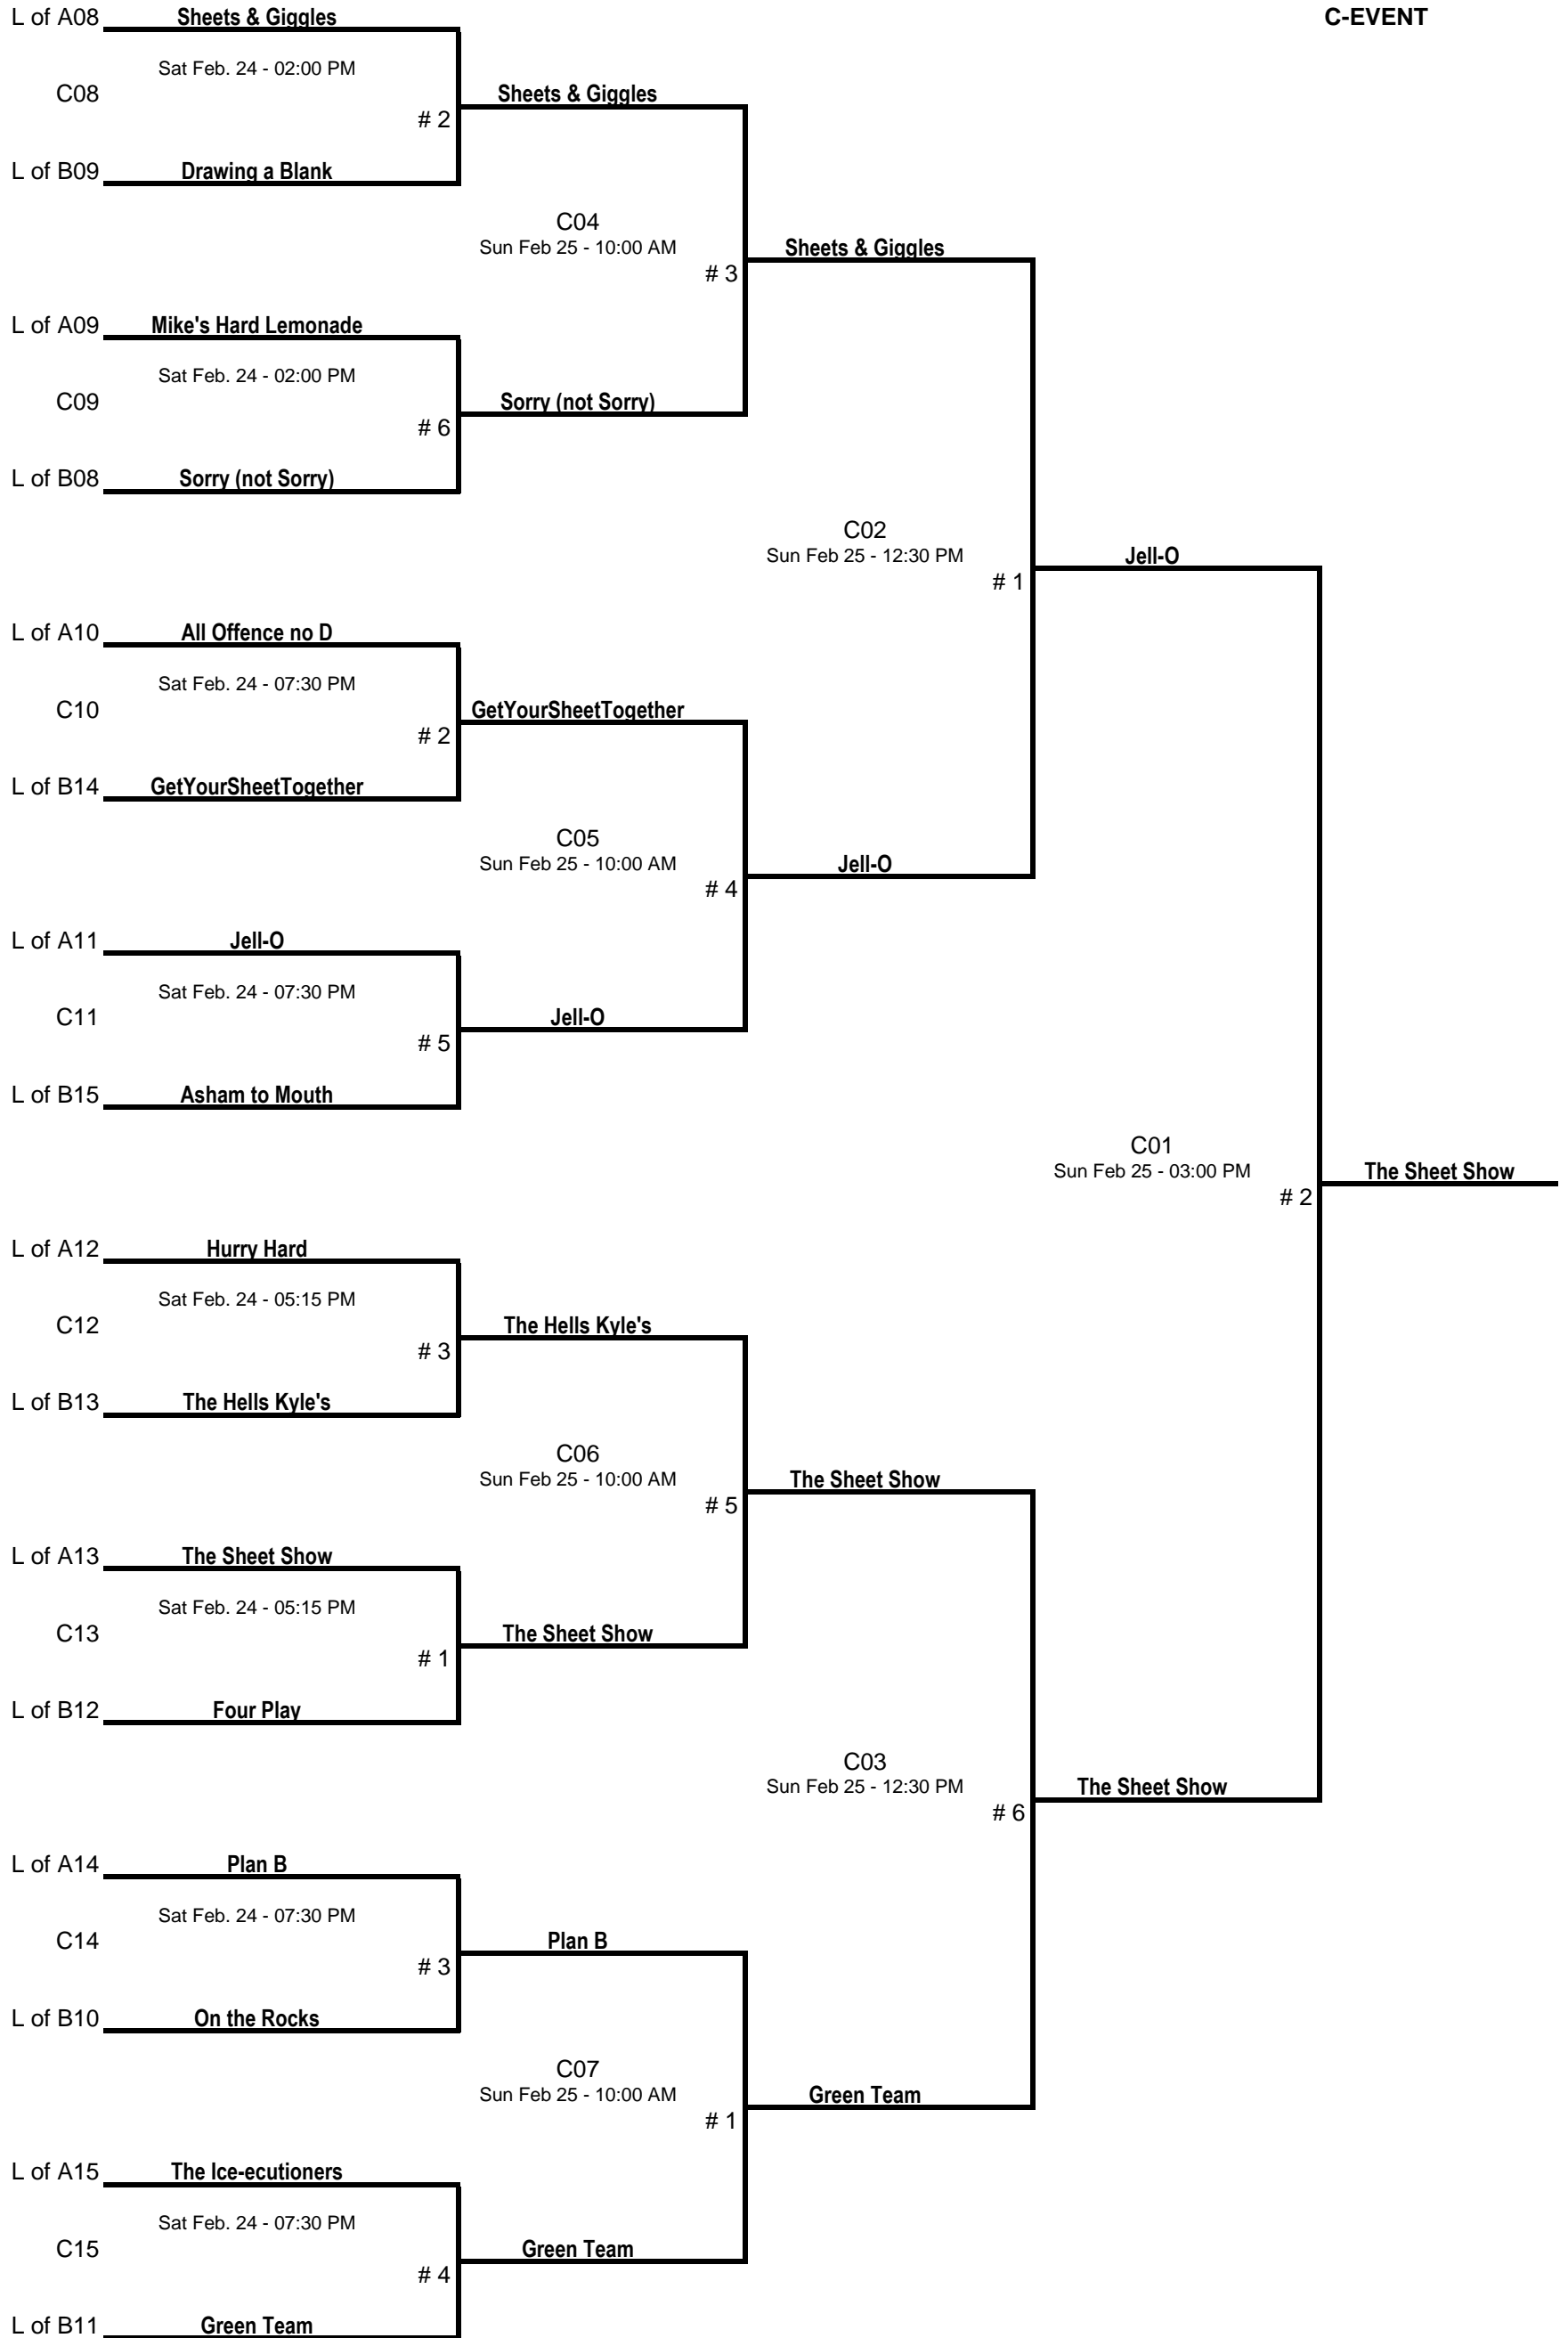 L of A08 Sheets & Giggles C-EVENT
Sat Feb. 24 - 02:00 PM
C08 Sheets & Giggles
# 2
L of B09 Drawing a Blank
C04
Sun Feb 25 - 10:00 AM Sheets & Giggles
# 3
L of A09 Mike's Hard Lemonade
Sat Feb. 24 - 02:00 PM
C09 Sorry (not Sorry)
# 6
L of B08 Sorry (not Sorry)
C02
Sun Feb 25 - 12:30 PM Jell-O
# 1
L of A10 All Offence no D
Sat Feb. 24 - 07:30 PM
C10 GetYourSheetTogether
# 2
L of B14 GetYourSheetTogether
C05
Sun Feb 25 - 10:00 AM Jell-O
# 4
L of A11 Jell-O
Sat Feb. 24 - 07:30 PM
C11 Jell-O
# 5
L of B15 Asham to Mouth
C01
Sun Feb 25 - 03:00 PM The Sheet Show
# 2
L of A12 Hurry Hard
Sat Feb. 24 - 05:15 PM
C12 The Hells Kyle's
# 3
L of B13 The Hells Kyle's
C06
Sun Feb 25 - 10:00 AM The Sheet Show
# 5
L of A13 The Sheet Show
Sat Feb. 24 - 05:15 PM
C13 The Sheet Show
# 1
L of B12 Four Play
C03
Sun Feb 25 - 12:30 PM The Sheet Show
# 6
L of A14 Plan B
Sat Feb. 24 - 07:30 PM
C14 Plan B
# 3
L of B10 On the Rocks
C07
Sun Feb 25 - 10:00 AM Green Team
# 1
L of A15 The Ice-ecutioners
Sat Feb. 24 - 07:30 PM
C15 Green Team
# 4
L of B11 Green Team